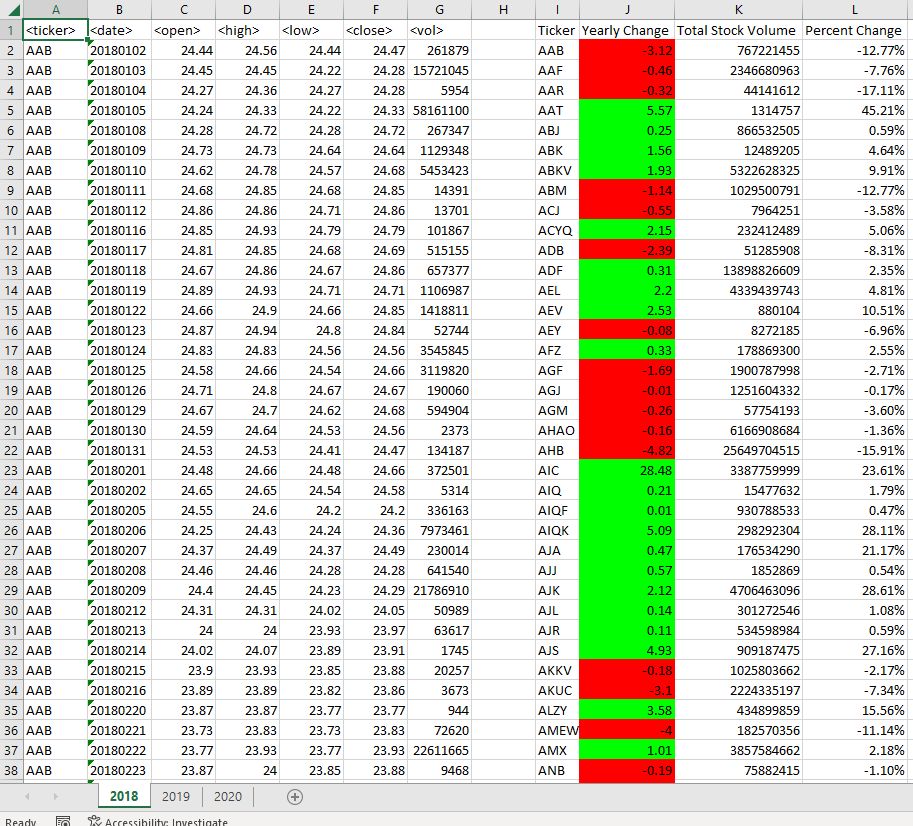 A B C D E F G H I J K L
1 <ticker> <date> <open> <high> <low> <close> <vol> Ticker Yearly Change Total Stock Volume Percent Change
2 AAB 20180102 24.44 24.56 24.44 24.47 261879 AAB -3.12 767221455 -12.77%
3 AAB 20180103 24.45 24.45 24.22 24.28 15721045 AAF -0.46 2346680963 -7.76%
4 AAB 20180104 24.27 24.36 24.27 24.28 5954 AAR -0.32 44141612 -17.11%
5 AAB 20180105 24.24 24.33 24.22 24.33 58161100 AAT 5.57 1314757 45.21%
6 AAB 20180108 24.28 24.72 24.28 24.72 267347 ABJ 0.25 866532505 0.59%
7 AAB 20180109 24.73 24.73 24.64 24.64 1129348 ABK 1.56 12489205 4.64%
8 AAB 20180110 24.62 24.78 24.57 24.68 5453423 ABKV 1.93 5322628325 9.91%
9 AAB 20180111 24.68 24.85 24.68 24.85 14391 ABM -1.14 1029500791 -12.77%
10 AAB 20180112 24.86 24.86 24.71 24.86 13701 ACJ -0.55 7964251 -3.58%
11 AAB 20180116 24.85 24.93 24.79 24.79 101867 ACYQ 2.15 232412489 5.06%
12 AAB 20180117 24.81 24.85 24.68 24.69 515155 ADB -2.39 51285908 -8.31%
13 AAB 20180118 24.67 24.86 24.67 24.86 657377 ADF 0.31 13898826609 2.35%
14 AAB 20180119 24.89 24.93 24.71 24.71 1106987 AEL 2.2 4339439743 4.81%
15 AAB 20180122 24.66 24.9 24.66 24.85 1418811 AEV 2.53 880104 10.51%
16 AAB 20180123 24.87 24.94 24.8 24.84 52744 AEY -0.08 8272185 -6.96%
17 AAB 20180124 24.83 24.83 24.56 24.56 3545845 AFZ 0.33 178869300 2.55%
18 AAB 20180125 24.58 24.66 24.54 24.66 3119820 AGF -1.69 1900787998 -2.71%
19 AAB 20180126 24.71 24.8 24.67 24.67 190060 AGJ -0.01 1251604332 -0.17%
20 AAB 20180129 24.67 24.7 24.62 24.68 594904 AGM -0.26 57754193 -3.60%
21 AAB 20180130 24.59 24.64 24.53 24.56 2373 AHAO -0.16 6166908684 -1.36%
22 AAB 20180131 24.53 24.53 24.41 24.47 134187 AHB -4.82 25649704515 -15.91%
23 AAB 20180201 24.48 24.66 24.48 24.66 372501 AIC 28.48 3387759999 23.61%
24 AAB 20180202 24.65 24.65 24.54 24.58 5314 AIQ 0.21 15477632 1.79%
25 AAB 20180205 24.55 24.6 24.2 24.2 336163 AIQF 0.01 930788533 0.47%
26 AAB 20180206 24.25 24.43 24.24 24.36 7973461 AIQK 5.09 298292304 28.11%
27 AAB 20180207 24.37 24.49 24.37 24.49 230014 AJA 0.47 176534290 21.17%
28 AAB 20180208 24.46 24.46 24.28 24.28 641540 AJJ 0.57 1852869 0.54%
29 AAB 20180209 24.4 24.45 24.23 24.29 21786910 AJK 2.12 4706463096 28.61%
30 AAB 20180212 24.31 24.31 24.02 24.05 50989 AJL 0.14 301272546 1.08%
31 AAB 20180213 24 24 23.93 23.97 63617 AJR 0.11 534598984 0.59%
32 AAB 20180214 24.02 24.07 23.89 23.91 1745 AJS 4.93 909187475 27.16%
33 AAB 20180215 23.9 23.93 23.85 23.88 20257 AKKV -0.18 1025803662 -2.17%
34 AAB 20180216 23.89 23.89 23.82 23.86 3673 AKUC -3.1 2224335197 -7.34%
35 AAB 20180220 23.87 23.87 23.77 23.77 944 ALZY 3.58 434899859 15.56%
36 AAB 20180221 23.73 23.83 23.73 23.83 72620 AMEW -4 182570356 -11.14%
37 AAB 20180222 23.77 23.93 23.77 23.93 22611665 AMX 1.01 3857584662 2.18%
38 AAB 20180223 23.87 24 23.85 23.88 9468 ANB -0.19 75882415 -1.10%
2018 2019 2020
Ready Accessibility: Investigate